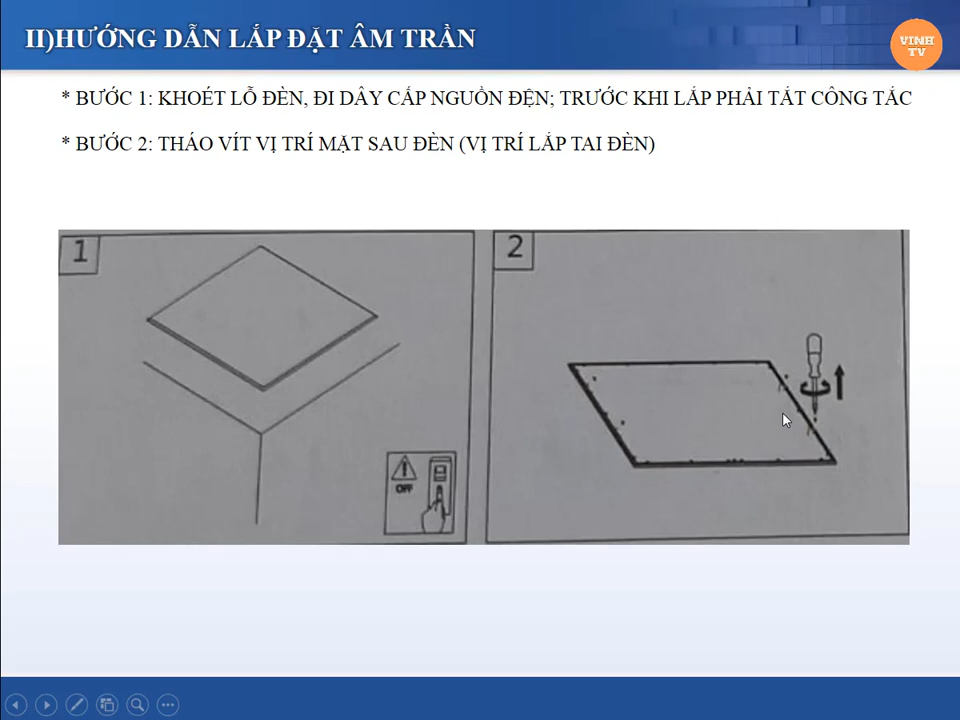 II)HƯỚNG DẪN LẮP ĐẶT ÂM TRẦN
VINH
TV
* BƯỚC 1: KHOÉT LỖ ĐÈN, ĐI DÂY CẤP NGUỒN ĐỆN; TRƯỚC KHI LẮP PHẢI TẮT CÔNG TẮC
* BƯỚC 2: THÁO VÍT VỊ TRÍ MẶT SAU ĐÈN (VỊ TRÍ LẮP TAI ĐÈN)
1
2
OFF